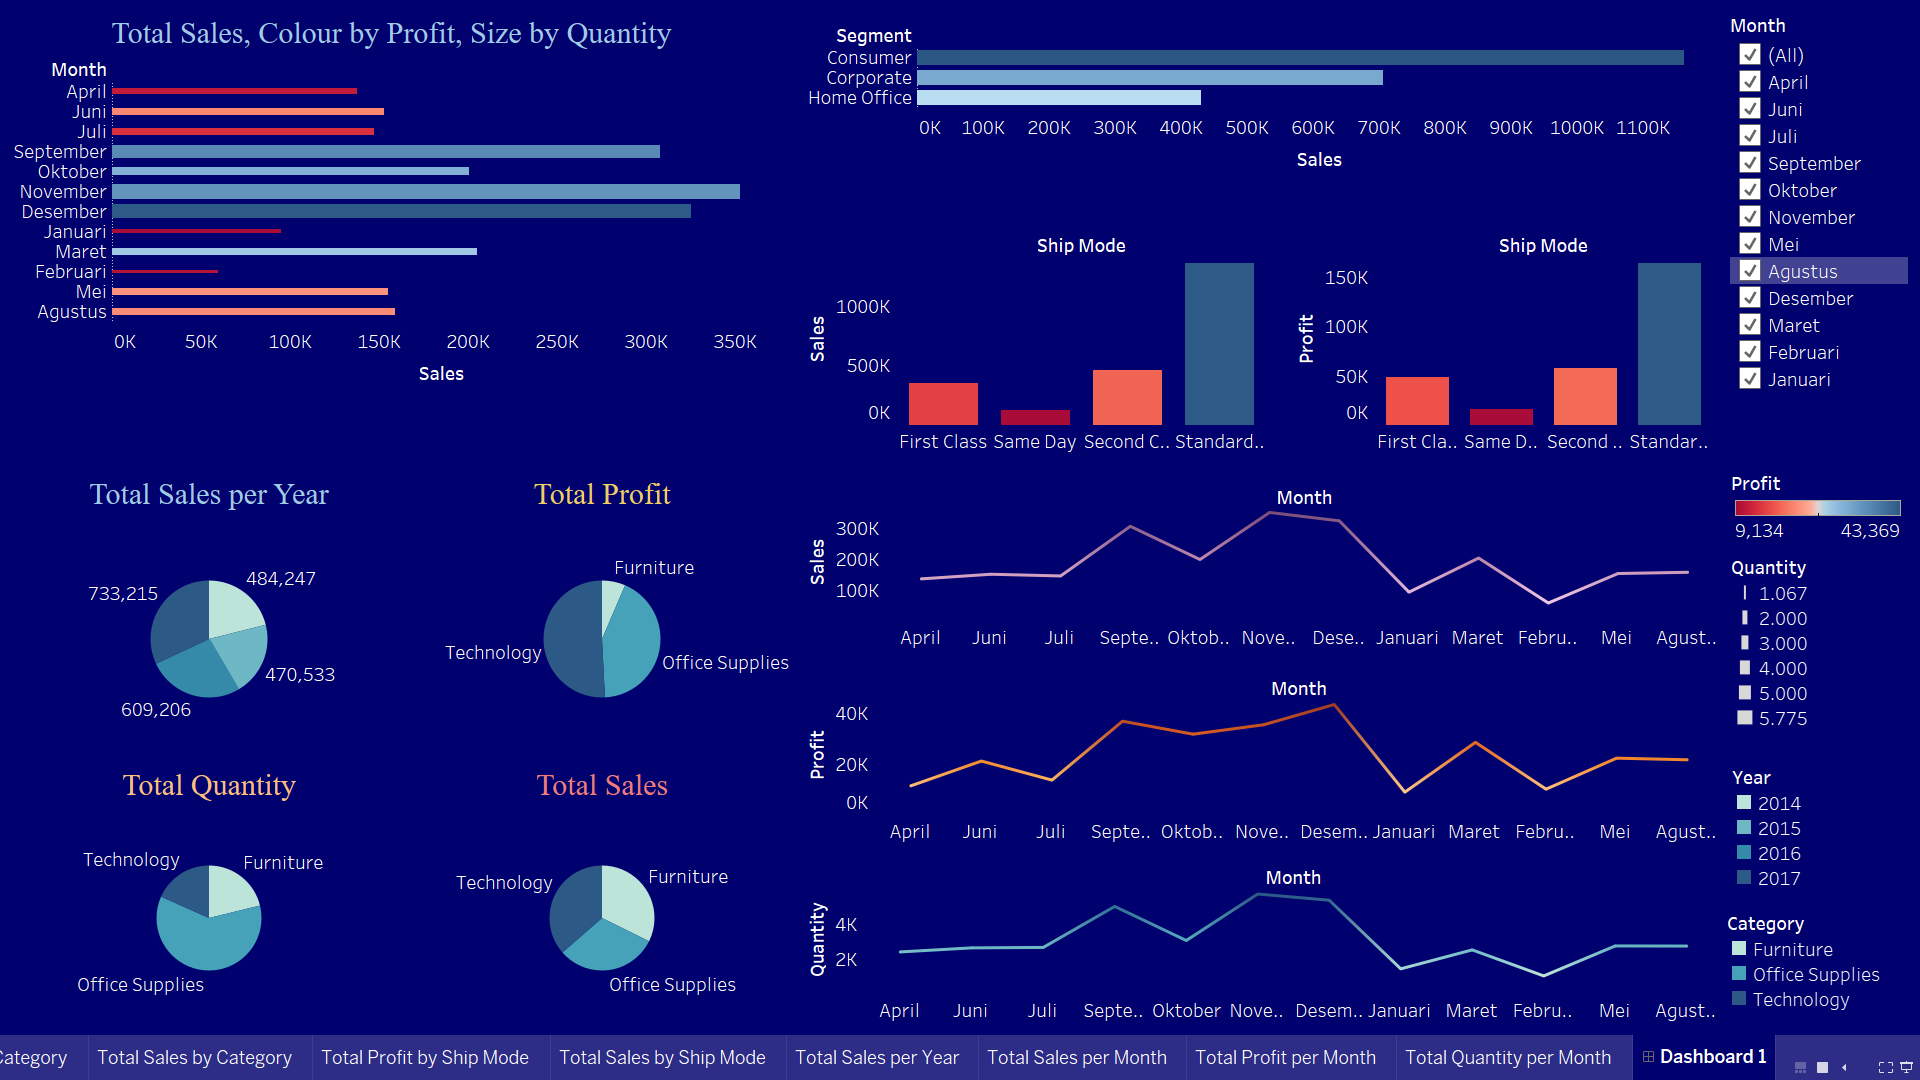 Total Sales, Colour by Profit, Size by Quantity
Month
April
Juni
Juli
September
Oktober
November
Desember
Januari
Maret
Februari
Mei
Agustus
0K 50K 100K 150K 200K 250K 300K 350K
Sales
Segment
Consumer
Corporate
Home Office
0K 100K 200K 300K 400K 500K 600K 700K 800K 900K 1000K 1100K
Sales
Ship Mode
Sales
1000K
500K
0K
First Class Same Day Second C.. Standard..
Ship Mode
Profit
150K
100K
50K
0K
First Cla.. Same D.. Second .. Standar..
Month
(All)
April
Juni
Juli
September
Oktober
November
Mei
Agustus
Desember
Maret
Februari
Januari
Total Sales per Year
484,247
733,215
470,533
609,206
Total Profit
Furniture
Technology
Office Supplies
Total Quantity
Technology
Furniture
Office Supplies
Total Sales
Furniture
Technology
Office Supplies
Month
Sales
300K
200K
100K
April Juni Juli Septe.. Oktob.. Nove.. Dese.. Januari Maret Febru.. Mei Agust..
Month
Profit
40K
20K
0K
April Juni Juli Septe.. Oktob.. Nove.. Desem.. Januari Maret Febru.. Mei Agust..
Month
Quantity
4K
2K
April Juni Juli Septe.. Oktober Nove.. Desem.. Januari Maret Febru.. Mei Agust..
Profit
9,134 43,369
Quantity
1.067
2.000
3.000
4.000
5.000
5.775
Year
2014
2015
2016
2017
Category
Furniture
Office Supplies
Technology
Category Total Sales by Category Total Profit by Ship Mode Total Sales by Ship Mode Total Sales per Year Total Sales per Month Total Profit per Month Total Quantity per Month Dashboard 1